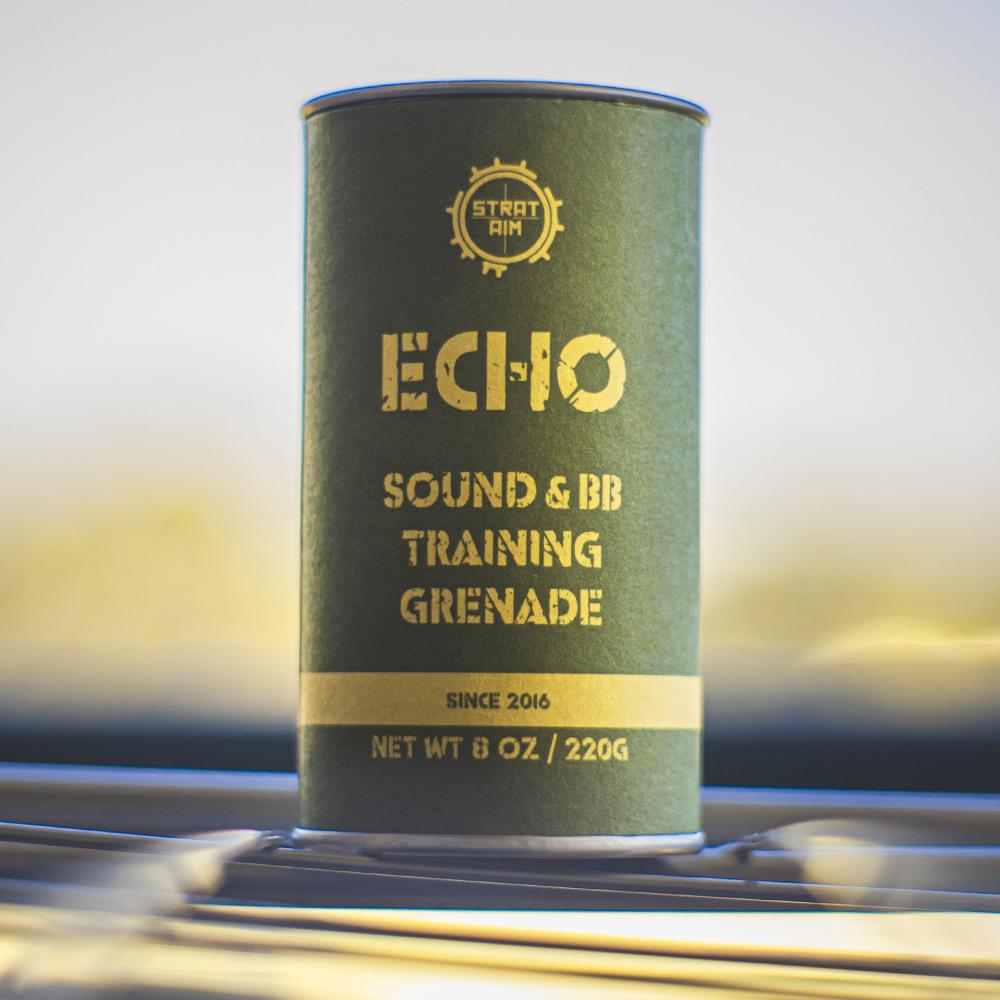 STRAT
AIM
ECHO
SOUND & BB
TRAINING
GRENADE
SINCE 2016
NET WT 8 OZ / 220G